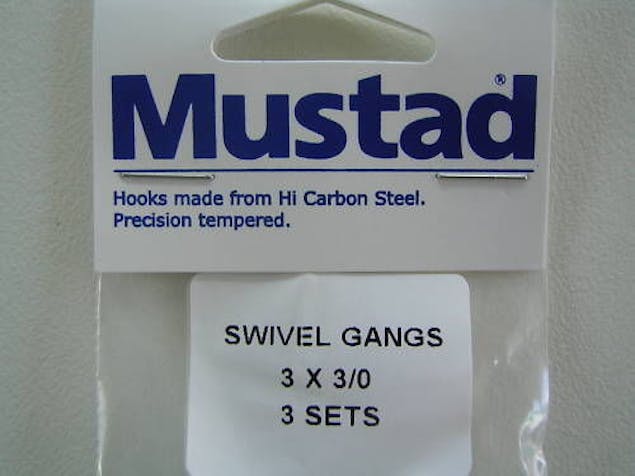 Mustad®
Hooks made from Hi Carbon Steel.
Precision tempered.
SWIVEL GANGS
3 X 3/0
3 SETS